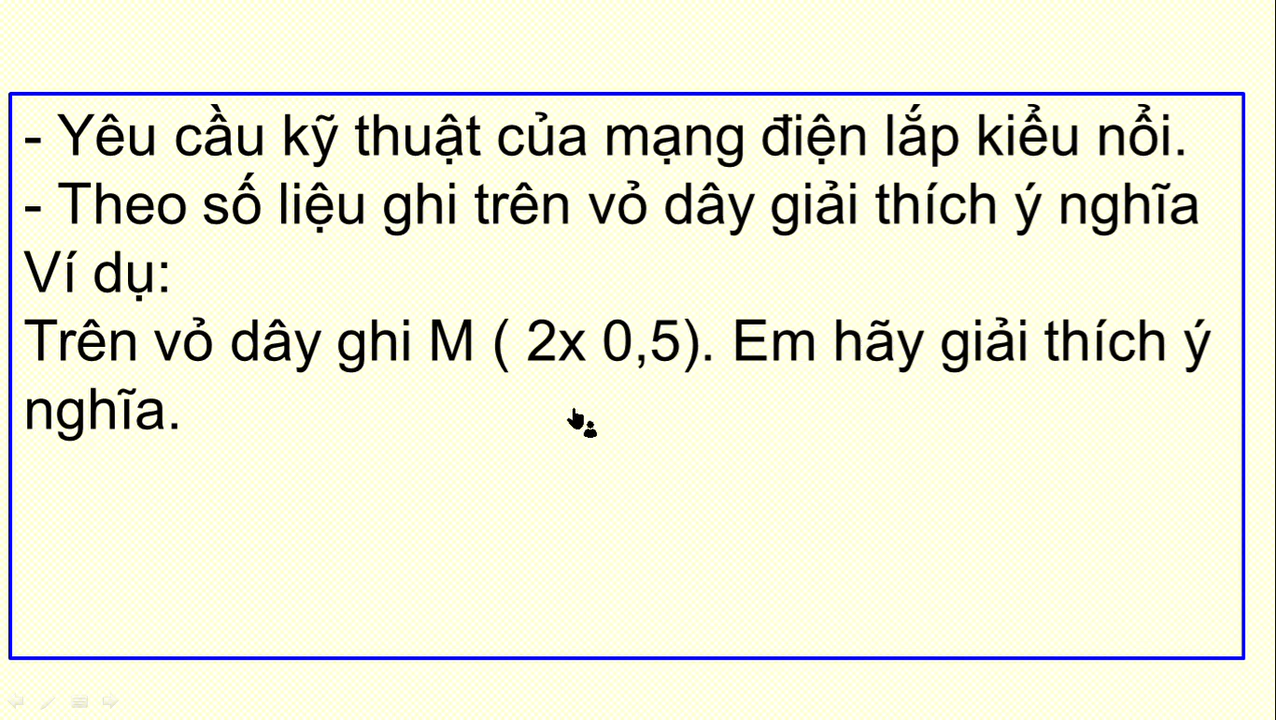 - Yêu cầu kỹ thuật của mạng điện lắp kiểu nổi.
- Theo số liệu ghi trên vỏ dây giải thích ý nghĩa
Ví dụ:
Trên vỏ dây ghi M ( 2x 0,5). Em hãy giải thích ý
nghĩa.